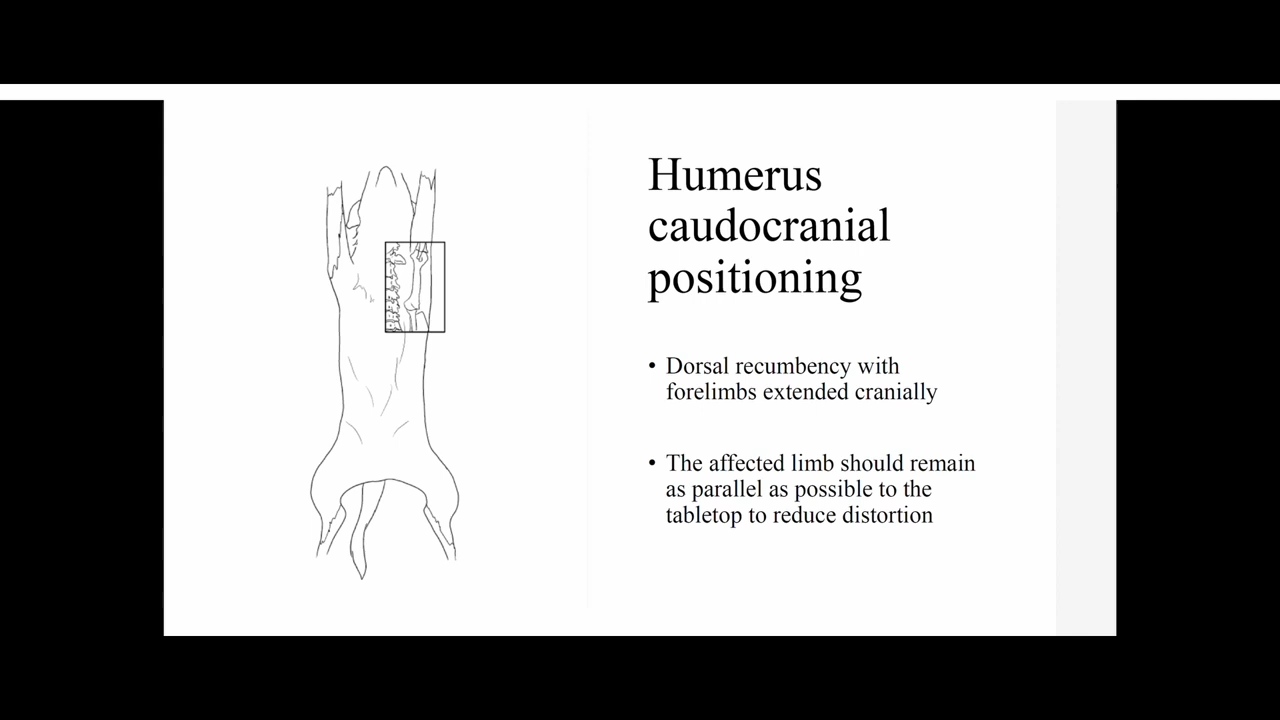 Humerus
caudocranial
positioning
• Dorsal recumbency with
forelimbs extended cranially
• The affected limb should remain
as parallel as possible to the
tabletop to reduce distortion